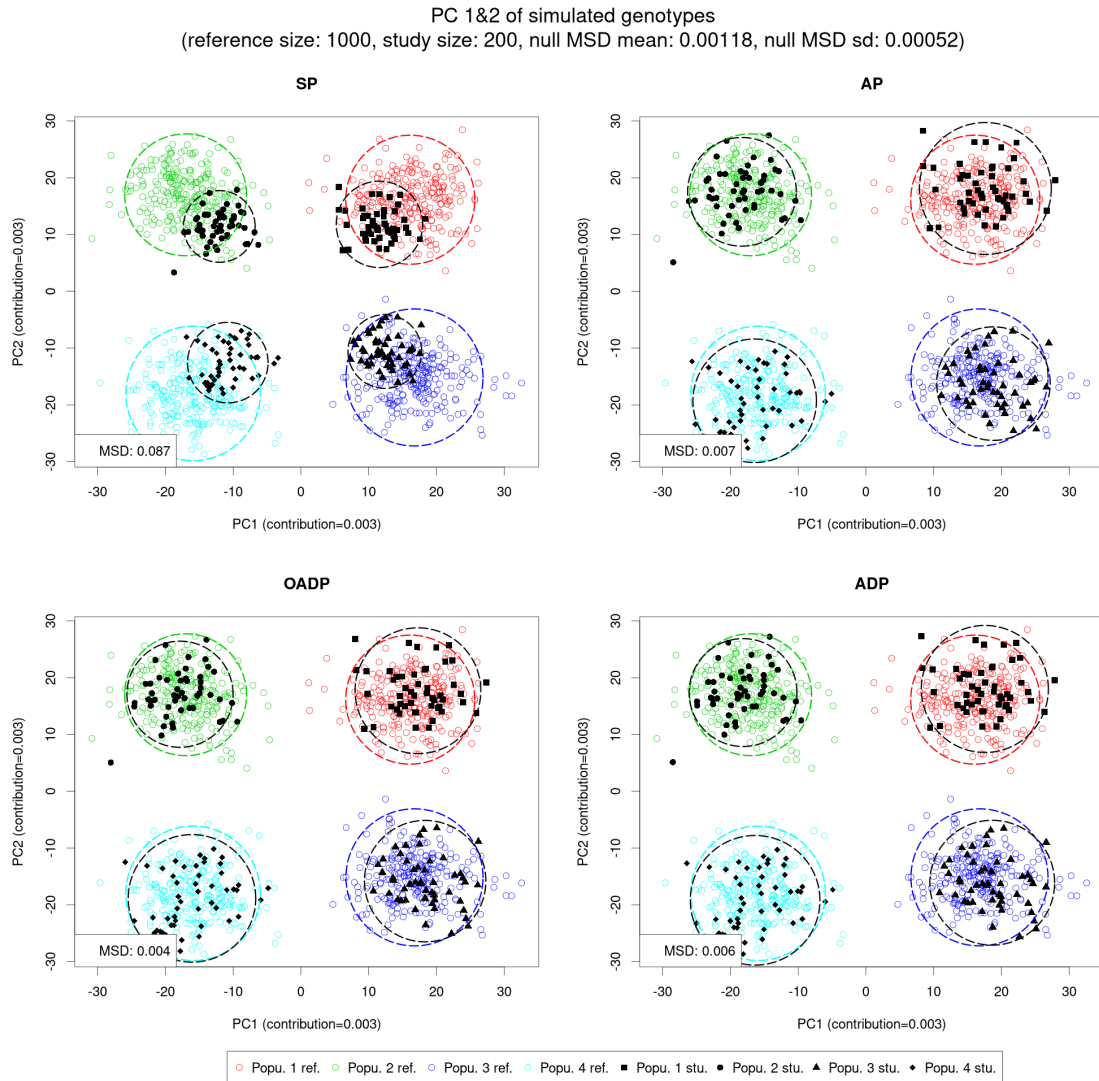 PC 1&2 of simulated genotypes
(reference size: 1000, study size: 200, null MSD mean: 0.00118, null MSD sd: 0.00052)
SP
PC2 (contribution=0.003)
30
20
10
0
-10
-20
-30
MSD: 0.087
-30 -20 -10 0 10 20 30
PC1 (contribution=0.003)
AP
PC2 (contribution=0.003)
30
20
10
0
-10
-20
-30
MSD: 0.007
-30 -20 -10 0 10 20 30
PC1 (contribution=0.003)
OADP
PC2 (contribution=0.003)
30
20
10
0
-10
-20
-30
MSD: 0.004
-30 -20 -10 0 10 20 30
PC1 (contribution=0.003)
ADP
PC2 (contribution=0.003)
30
20
10
0
-10
-20
-30
MSD: 0.006
-30 -20 -10 0 10 20 30
PC1 (contribution=0.003)
Popu. 1 ref. Popu. 2 ref. Popu. 3 ref. Popu. 4 ref. Popu. 1 stu. Popu. 2 stu. Popu. 3 stu. Popu. 4 stu.